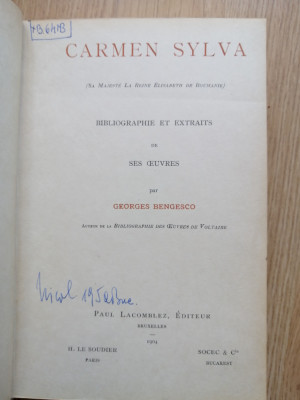 CARMEN SYLVA
(SA MAJESTÉ LA REINE ELISABETH DE ROUMANIE)
BIBLIOGRAPHIE ET EXTRAITS
DE
SES ŒUVRES
par
GEORGES BENGESCO
AUTEUR DE LA BIBLIOGRAPHIE DES ŒUVRES DE VOLTAIRE
PAUL LACOMBLEZ, ÉDITEUR
BRUXELLES
1904
H. LE SOUDIER
PARIS
SOCEC & Cie
BUCAREST